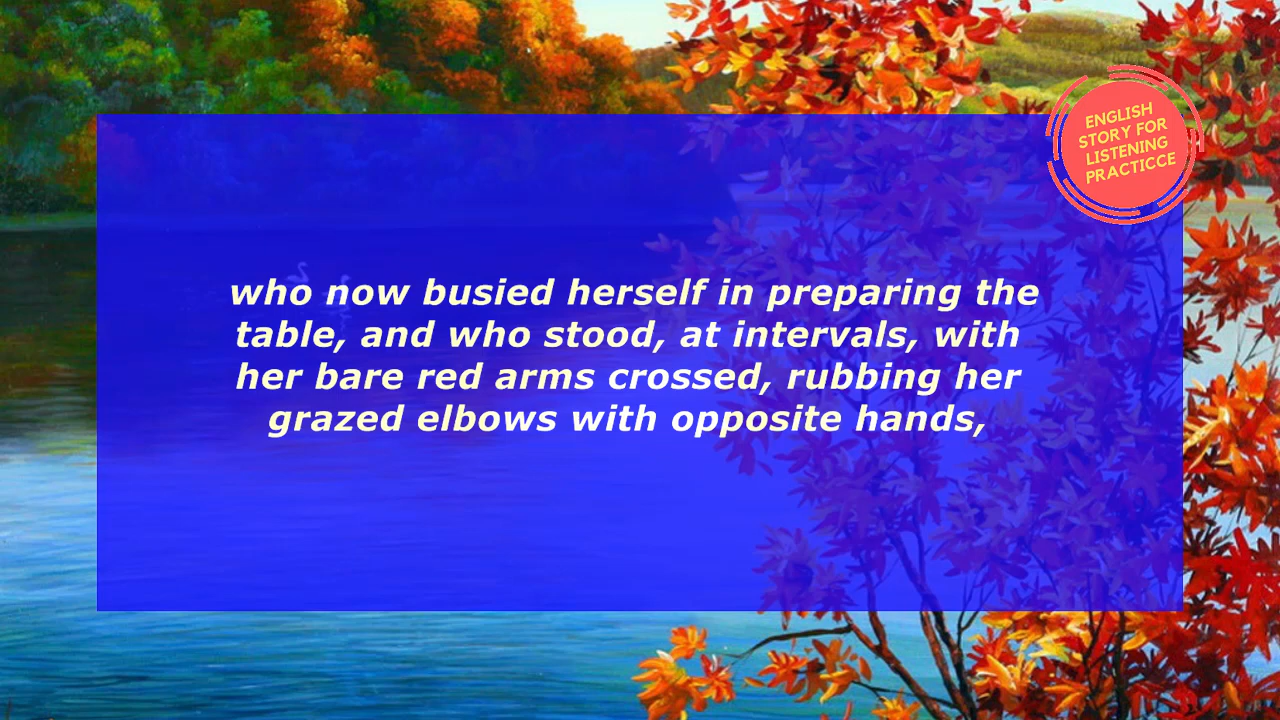 ENGLISH
STORY FOR
LISTENING
PRACTICCE
who now busied herself in preparing the
table, and who stood, at intervals, with
her bare red arms crossed, rubbing her
grazed elbows with opposite hands,